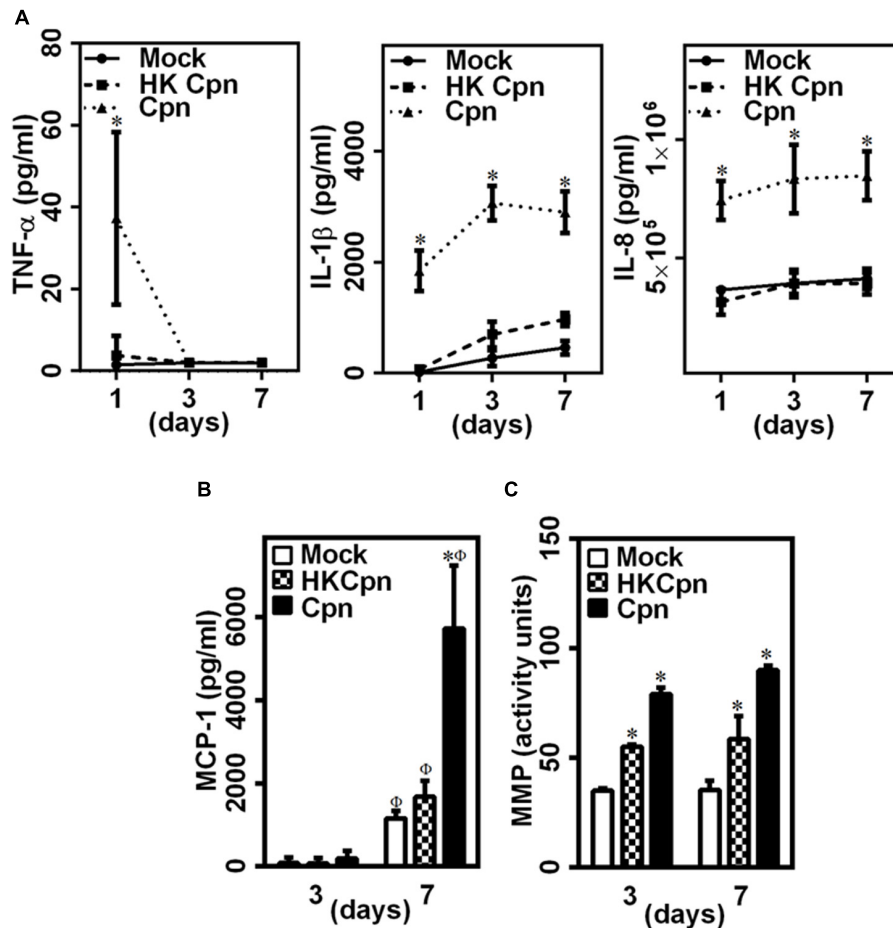 A
TNF-α (pg/ml)
80
60
40
20
0
Mock
HK Cpn
Cpn
*
1 3 7
(days)
IL-1β (pg/ml)
4000
2000
0
Mock
HK Cpn
Cpn
* * *
1 3 7
(days)
IL-8 (pg/ml)
1×10⁶
5×10⁵
Mock
HK Cpn
Cpn
* * *
1 3 7
(days)
B
MCP-1 (pg/ml)
6000
4000
2000
0
Mock
HKCpn
Cpn
*Φ
Φ Φ
3 7
(days)
C
MMP (activity units)
150
100
50
0
Mock
HKCpn
Cpn
* * * *
3 7
(days)